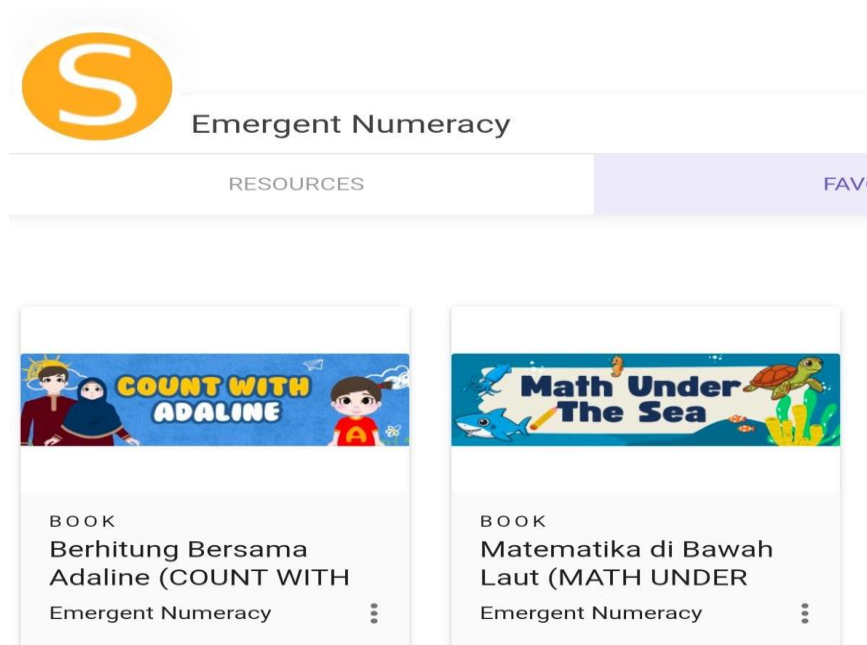 S
Emergent Numeracy
RESOURCES
COUNT WITH
ADALINE
A
Math Under
The Sea
BOOK
Berhitung Bersama
Adaline (COUNT WITH
Emergent Numeracy
BOOK
Matematika di Bawah
Laut (MATH UNDER
Emergent Numeracy